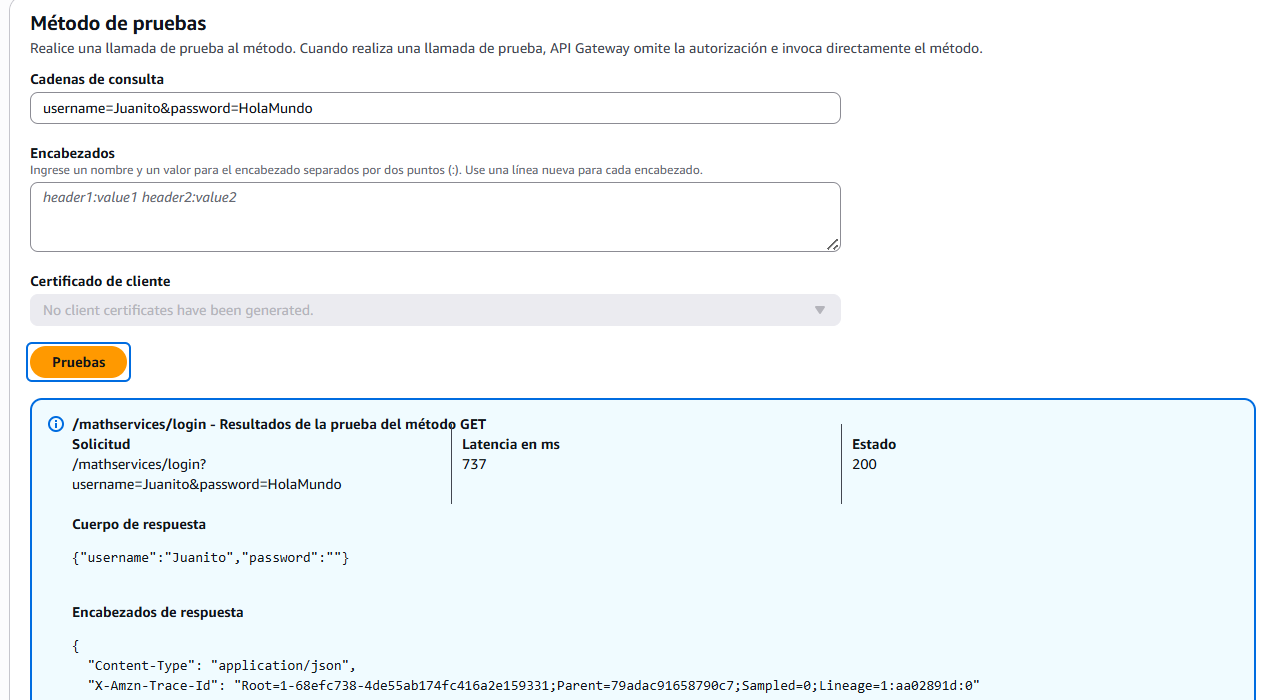 Método de pruebas
Realice una llamada de prueba al método. Cuando realiza una llamada de prueba, API Gateway omite la autorización e invoca directamente el método.
Cadenas de consulta
username=Juanito&password=HolaMundo
Encabezados
Ingrese un nombre y un valor para el encabezado separados por dos puntos (:). Use una línea nueva para cada encabezado.
header1:value1 header2:value2
Certificado de cliente
No client certificates have been generated.
Pruebas
/mathservices/login - Resultados de la prueba del método GET
Solicitud
/mathservices/login?
username=Juanito&password=HolaMundo
Latencia en ms
737
Estado
200
Cuerpo de respuesta
{"username":"Juanito","password":""}
Encabezados de respuesta
{
"Content-Type": "application/json",
"X-Amzn-Trace-Id": "Root=1-68efc738-4de55ab174fc416a2e159331;Parent=79adac91658790c7;Sampled=0;Lineage=1:aa02891d:0"